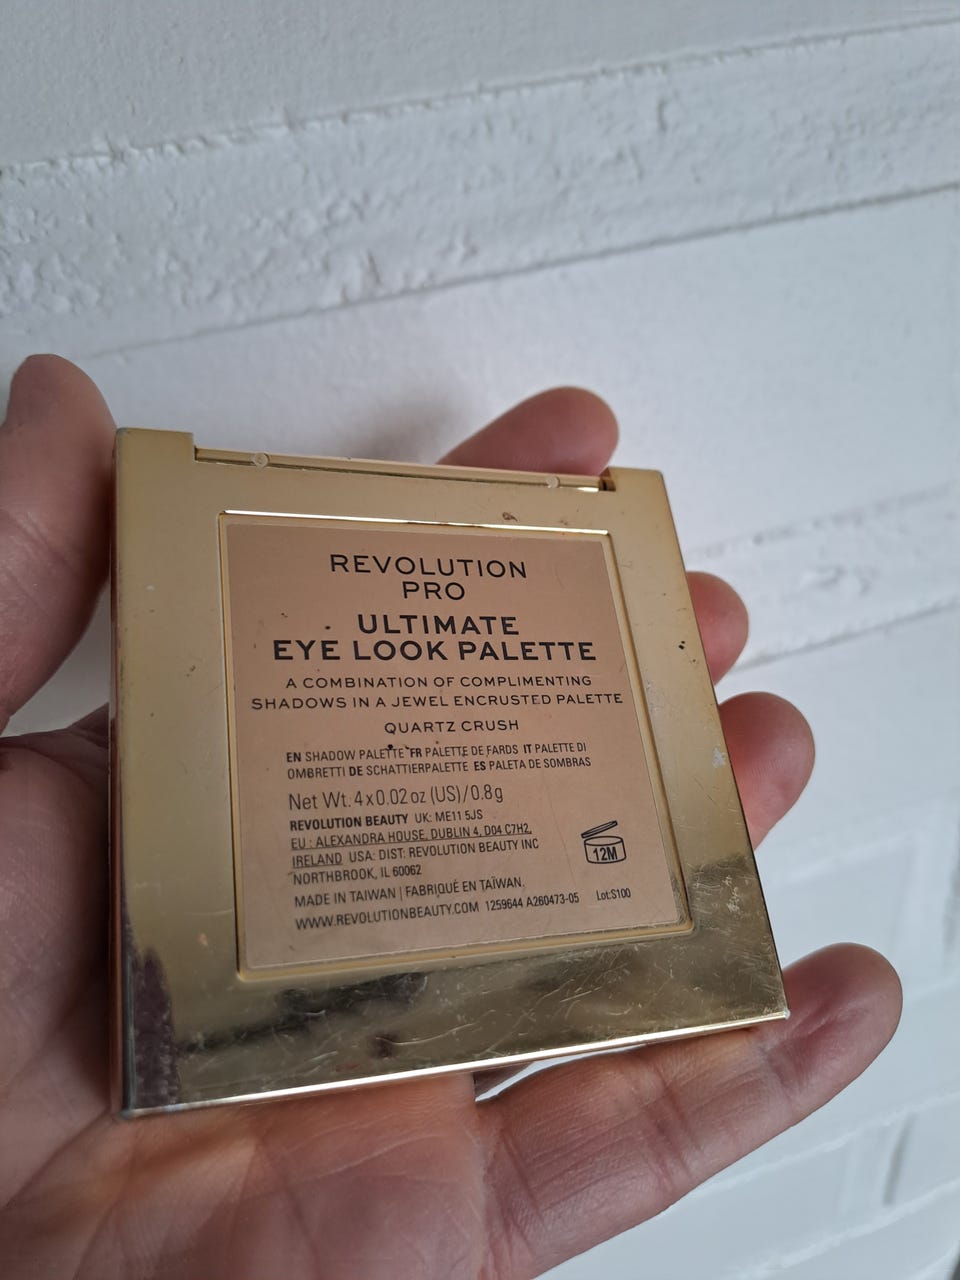 REVOLUTION
PRO
ULTIMATE
EYE LOOK PALETTE
A COMBINATION OF COMPLIMENTING
SHADOWS IN A JEWEL ENCRUSTED PALETTE
QUARTZ CRUSH
EN SHADOW PALETTE FR PALETTE DE FARDS IT PALETTE DI
OMBRETTI DE SCHATTIERPALETTE ES PALETA DE SOMBRAS
Net Wt. 4x0.02 oz (US)/0.8g
REVOLUTION BEAUTY UK: ME11 5JS
EU : ALEXANDRA HOUSE, DUBLIN 4, D04 C7H2,
IRELAND USA: DIST: REVOLUTION BEAUTY INC
NORTHBROOK, IL 60062
12M
MADE IN TAIWAN | FABRIQUÉ EN TAÏWAN.
WWW.REVOLUTIONBEAUTY.COM 1259644 A260473-05 Lot:S100